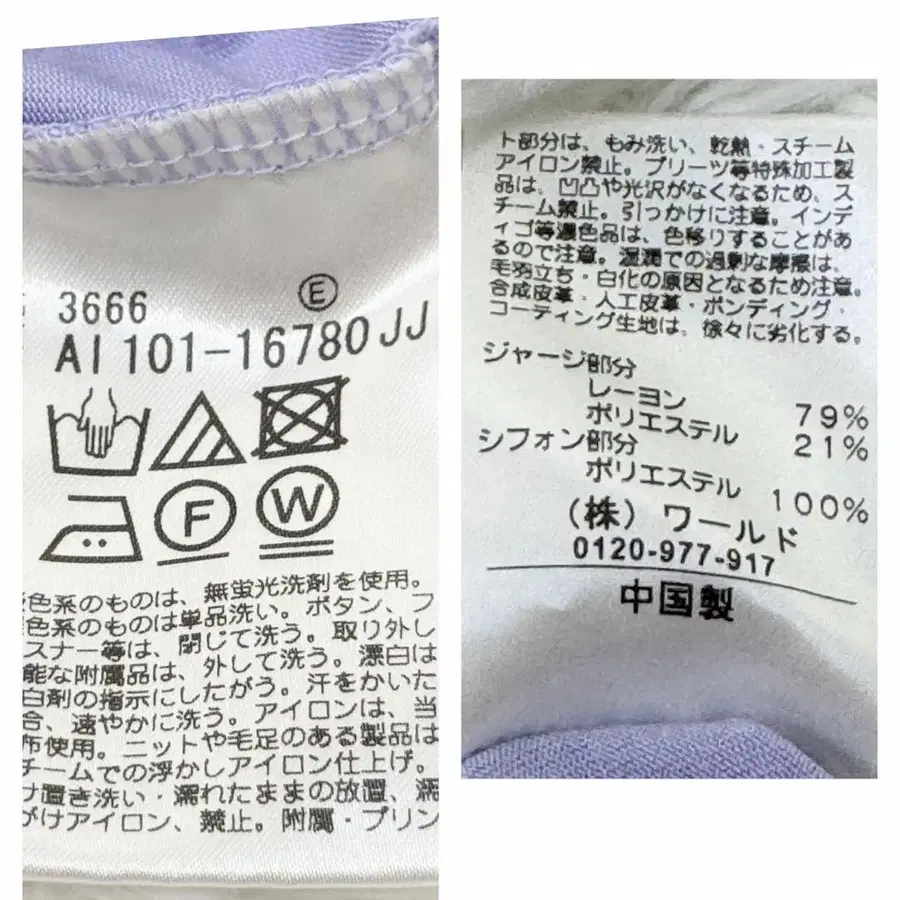 E
3666
AI 101-16780 JJ
F
W
色系のものは、無蛍光洗剤を使用。
色系のものは単品洗い。ボタン、フ
スナー等は、閉じて洗う。取り外し
能な附属品は、外して洗う。漂白は
白剤の指示にしたがう。汗をかいた
合、速やかに洗う。アイロンは、当
布使用。ニットや毛足のある製品は
チームでの浮かしアイロン仕上げ。
け置き洗い・濡れたままの放置、濡
がけアイロン、禁止。附属・プリン
ト部分は、もみ洗い、乾熱・スチーム
アイロン禁止。プリーツ等特殊加工製
品は、凹凸や光沢がなくなるため、ス
チーム禁止。引っかけに注意。インデ
ィゴ等濃色品は、色移りすることがあ
るので注意。湿潤での過剰な摩擦は、
毛羽立ち・白化の原因となるため注意。
合成皮革・人工皮革・ボンディング・
コーティング生地は、徐々に劣化する。
ジャージ部分
レーヨン 79%
ポリエステル 21%
シフォン部分
ポリエステル 100%
(株) ワールド
0120-977-917
中国製